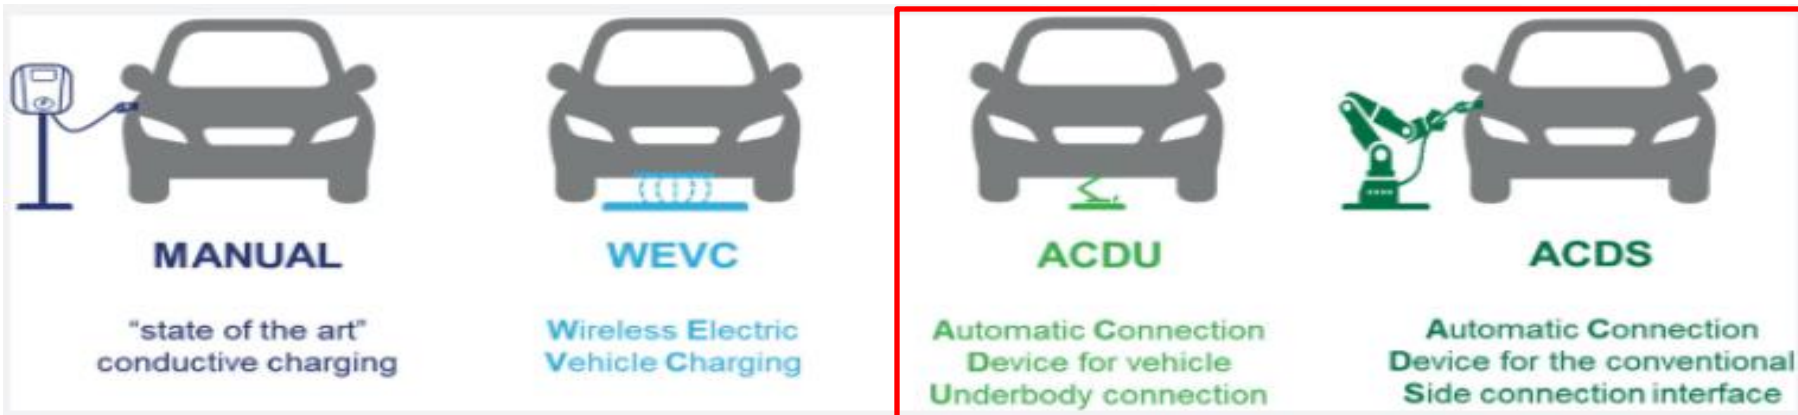 MANUAL
"state of the art"
conductive charging
WEVC
Wireless Electric
Vehicle Charging
ACDU
Automatic Connection
Device for vehicle
Underbody connection
ACDS
Automatic Connection
Device for the conventional
Side connection interface